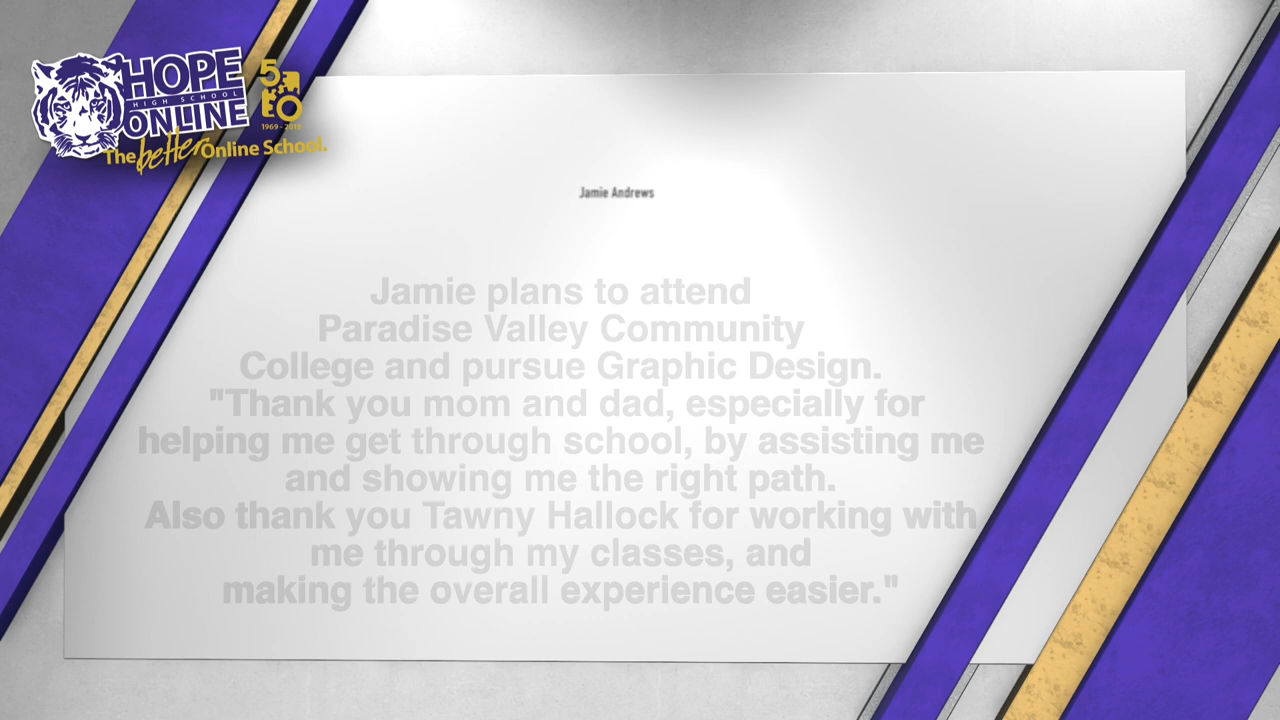 HOPE
HIGH SCHOOL
ONLINE
50
1969 - 2019
The better Online School.
Jamie Andrews
Jamie plans to attend
Paradise Valley Community
College and pursue Graphic Design.
"Thank you mom and dad, especially for
helping me get through school, by assisting me
and showing me the right path.
Also thank you Tawny Hallock for working with
me through my classes, and
making the overall experience easier."